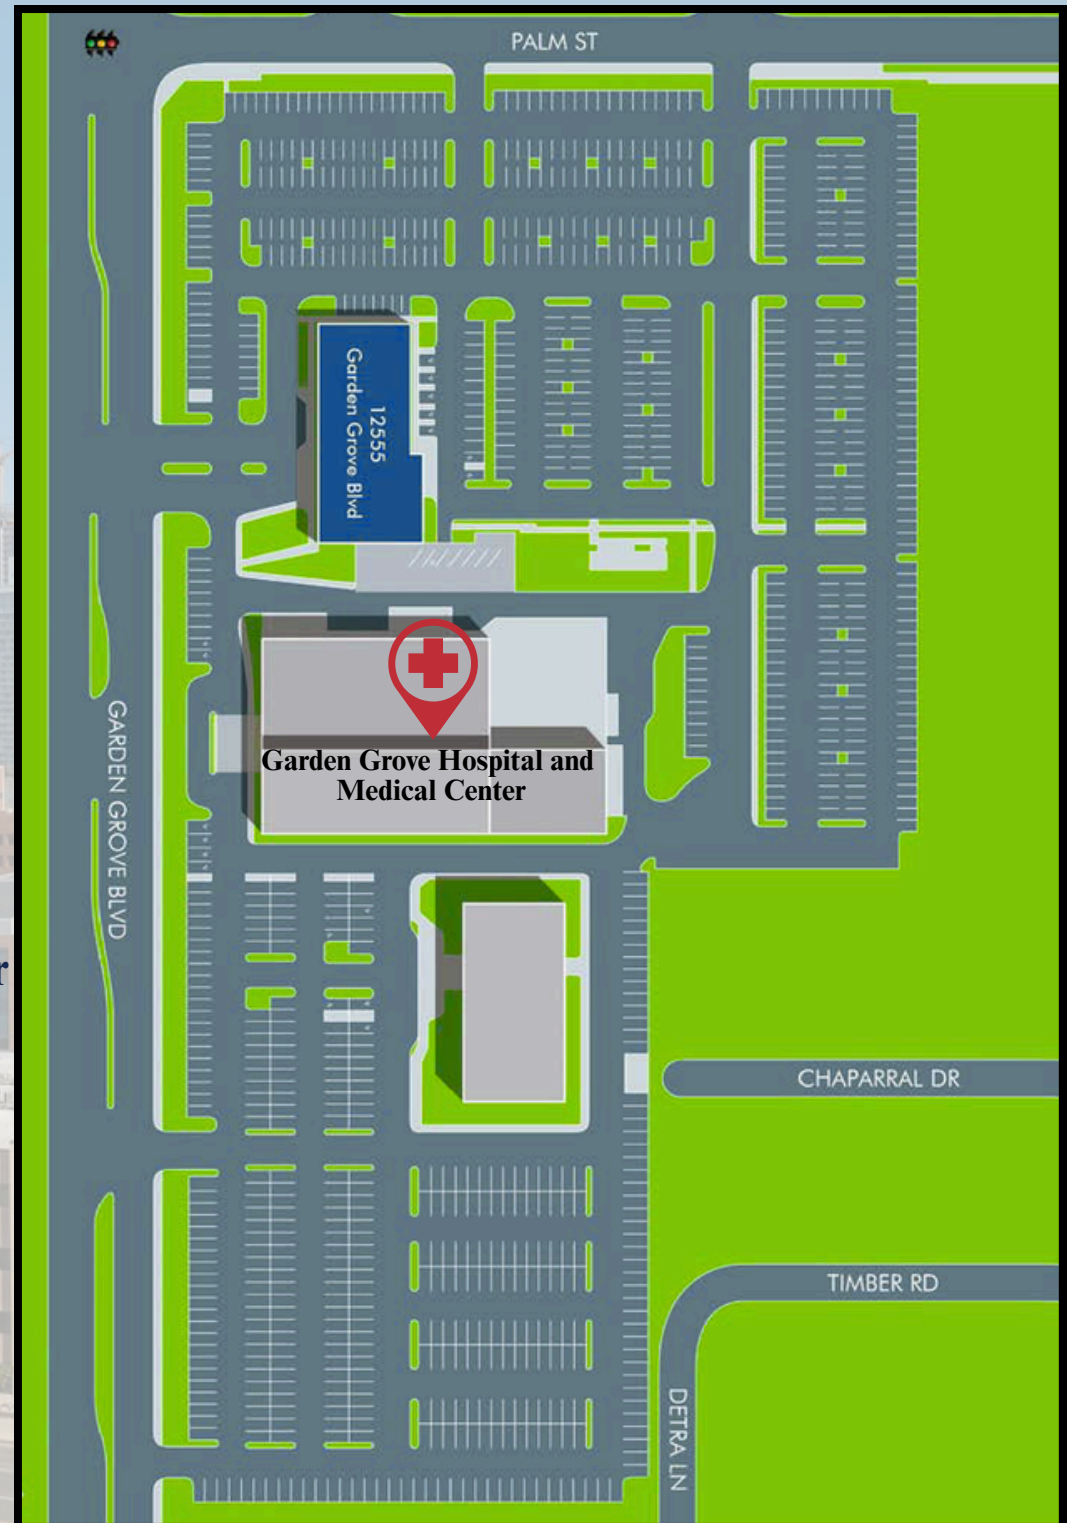 PALM ST
12555
Garden Grove Blvd
Garden Grove Hospital and
Medical Center
GARDEN GROVE BLVD
r
CHAPARRAL DR
TIMBER RD
DETRA LN